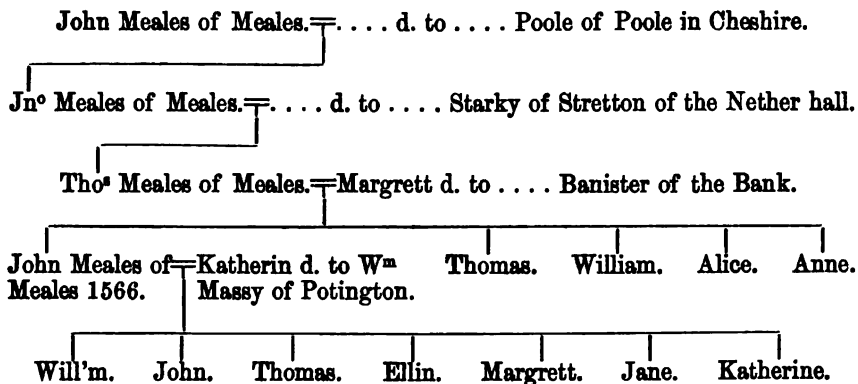 John Meales of Meales.=. . . . d. to . . . . Poole of Poole in Cheshire.
Jnº Meales of Meales.=. . . . d. to . . . . Starky of Stretton of the Nether hall.
Thoˢ Meales of Meales.=Margrett d. to . . . . Banister of the Bank.
John Meales of=Katherin d. to Wᵐ Thomas. William. Alice. Anne.
Meales 1566. Massy of Potington.
Will'm. John. Thomas. Ellin. Margrett. Jane. Katherine.